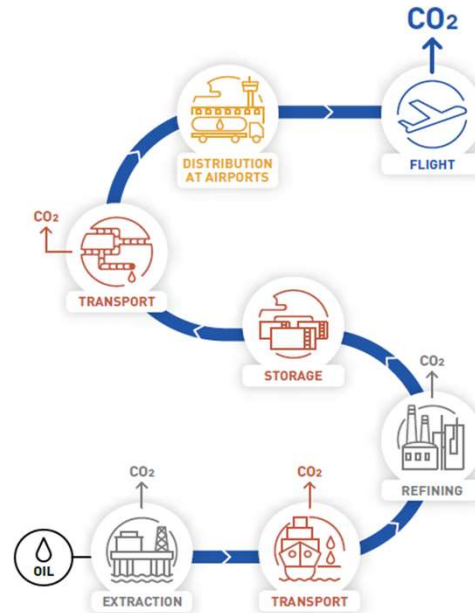 CO₂
DISTRIBUTION
AT AIRPORTS
FLIGHT
CO₂
TRANSPORT
STORAGE
CO₂
REFINING
CO₂
CO₂
OIL
EXTRACTION
TRANSPORT